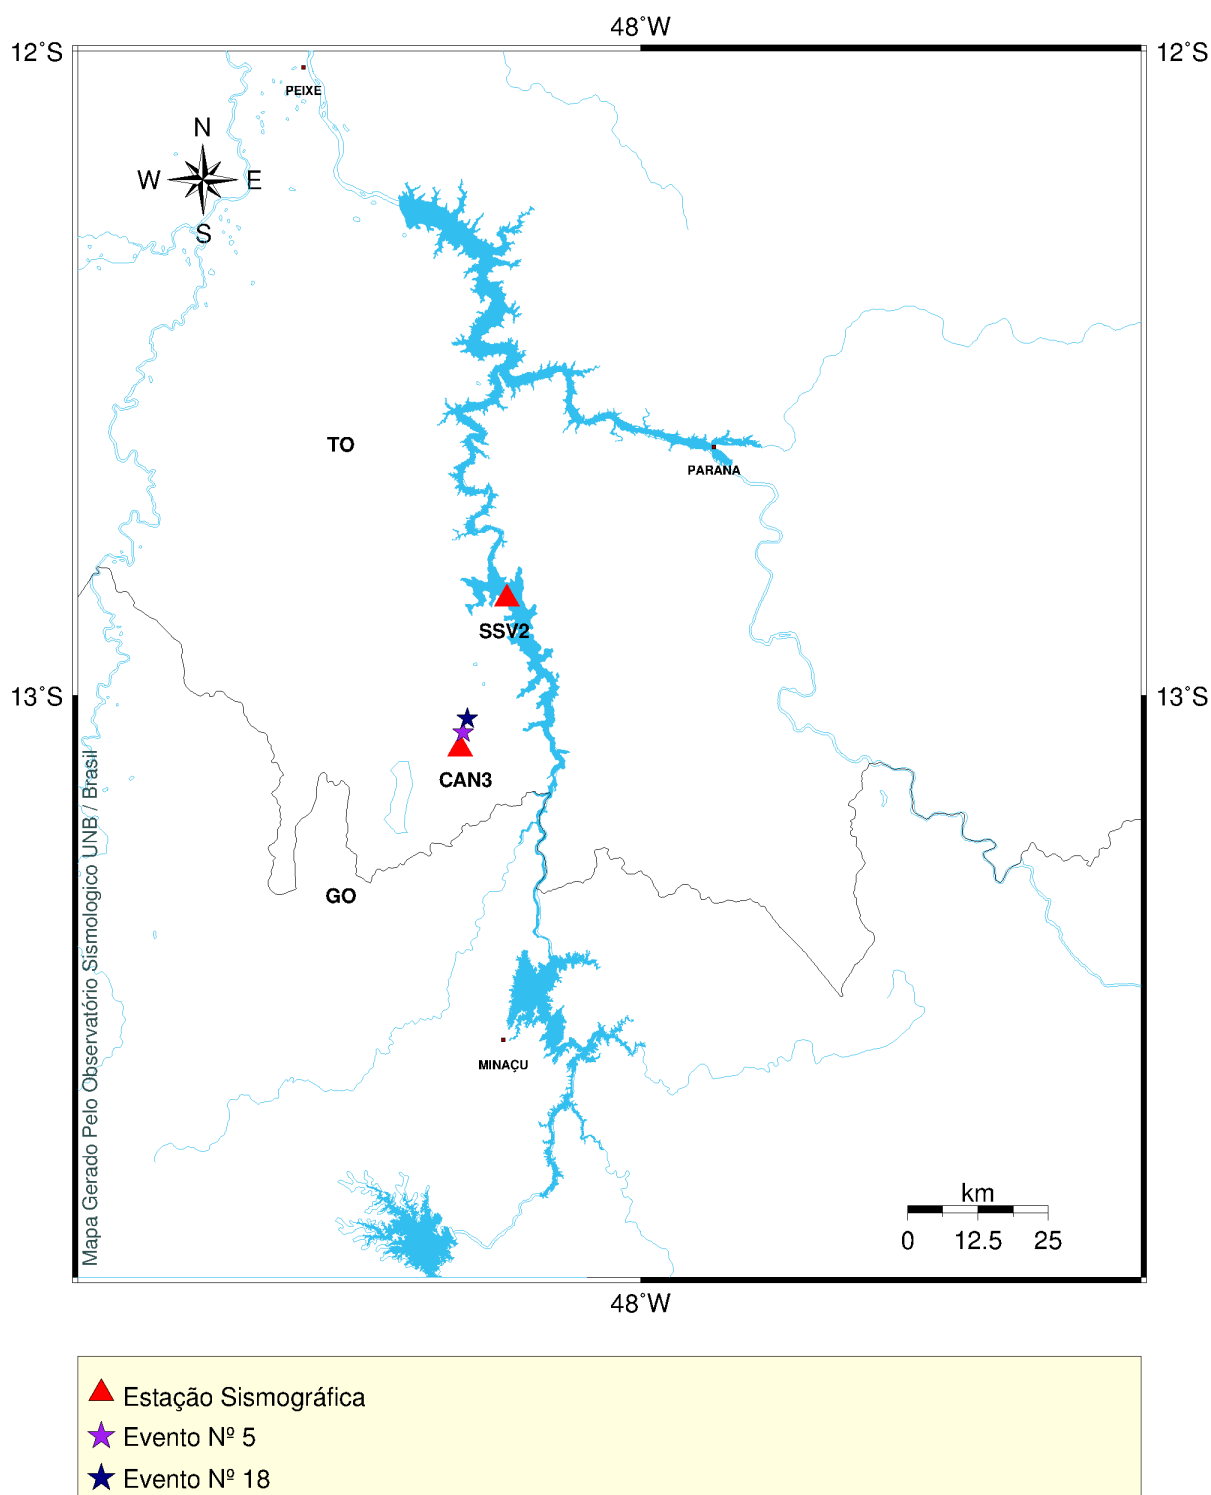 48˚W
12˚S
12˚S
PEIXE
N
W
E
S
TO
PARANA
SSV2
13˚S
13˚S
CAN3
GO
MINAÇU
Mapa Gerado Pelo Observatório Sismologico UNB / Brasil
km
0 12.5 25
48˚W
Estação Sismográfica
Evento Nº 5
Evento Nº 18